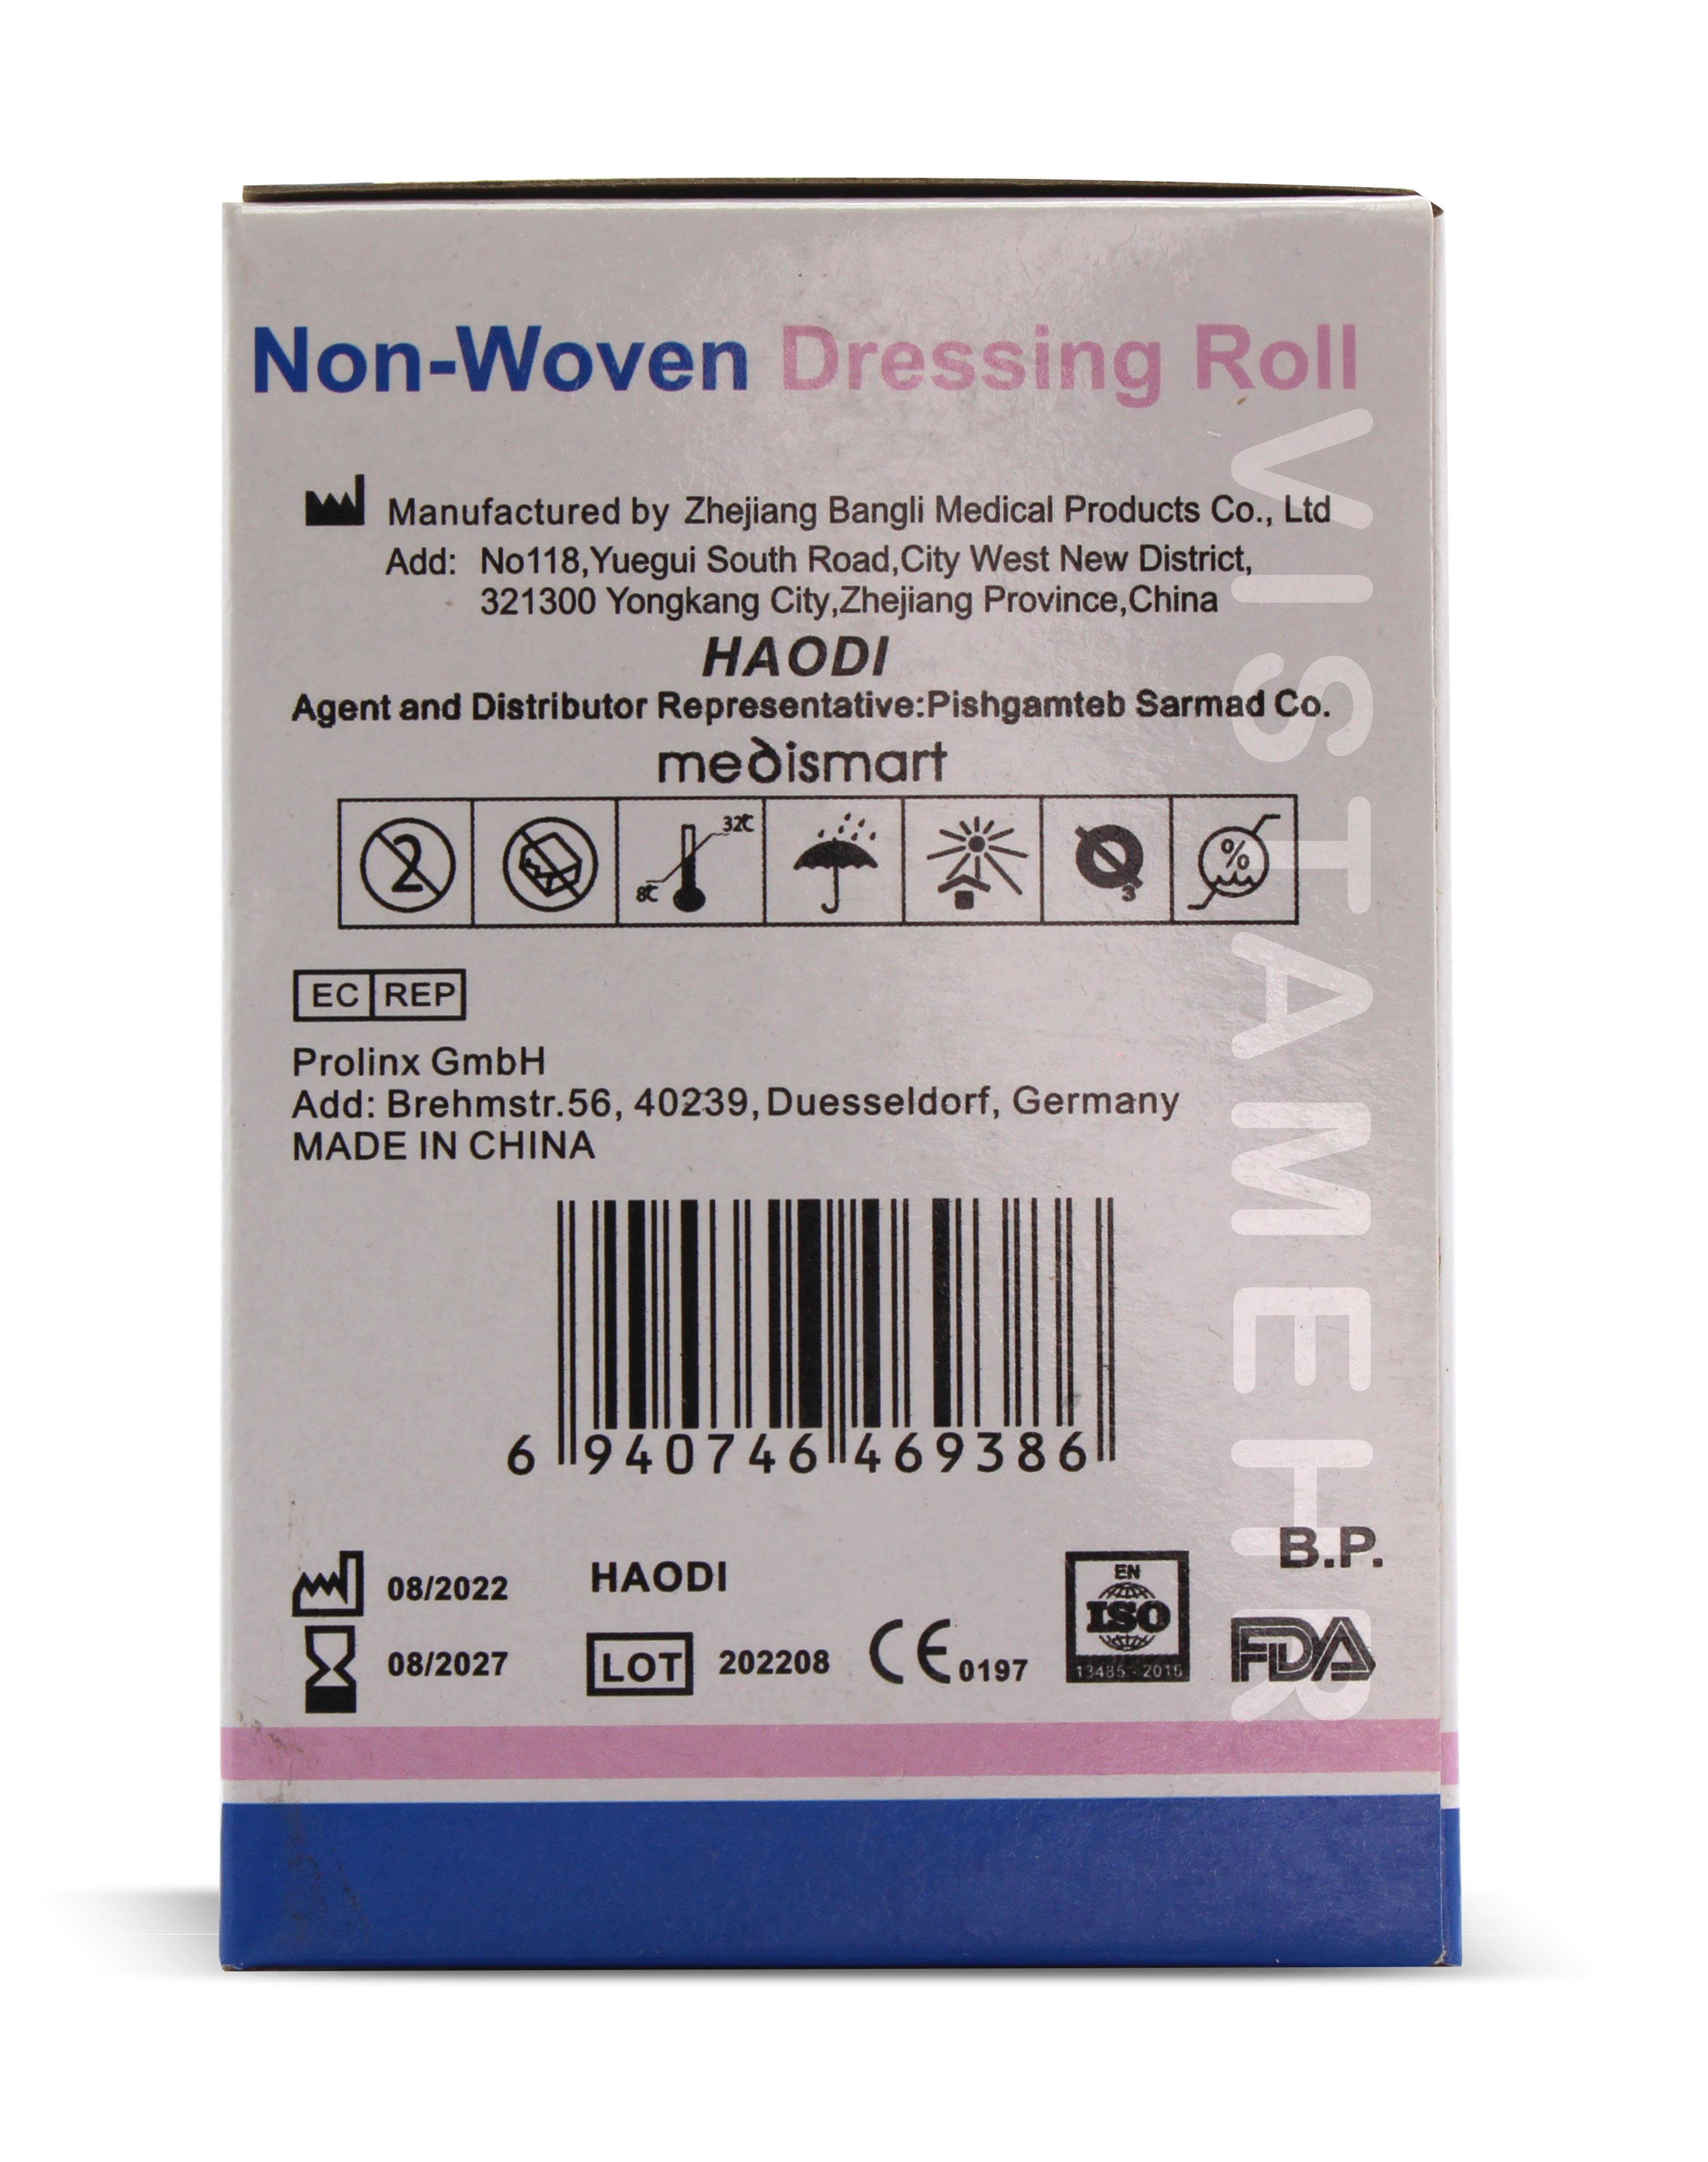 Non-Woven Dressing Roll
Manufactured by Zhejiang Bangli Medical Products Co., Ltd
Add: No118,Yuegui South Road,City West New District,
321300 Yongkang City,Zhejiang Province,China
HAODI
Agent and Distributor Representative:Pishgamteb Sarmad Co.
medismart
2
32℃
8℃
3
%
EC REP
Prolinx GmbH
Add: Brehmstr.56, 40239, Duesseldorf, Germany
MADE IN CHINA
6 940746 469386
08/2022
HAODI
B.P.
08/2027
LOT 202208
CE 0197
EN
ISO
13485-2016
FDA
VISTAMEHR